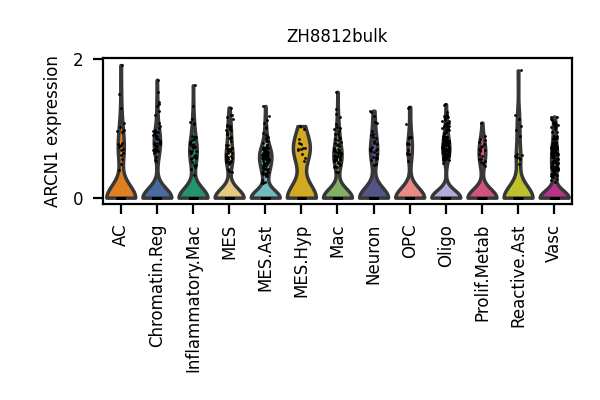 ZH8812bulk
ARCN1 expression
2
0
AC
Chromatin.Reg
Inflammatory.Mac
MES
MES.Ast
MES.Hyp
Mac
Neuron
OPC
Oligo
Prolif.Metab
Reactive.Ast
Vasc